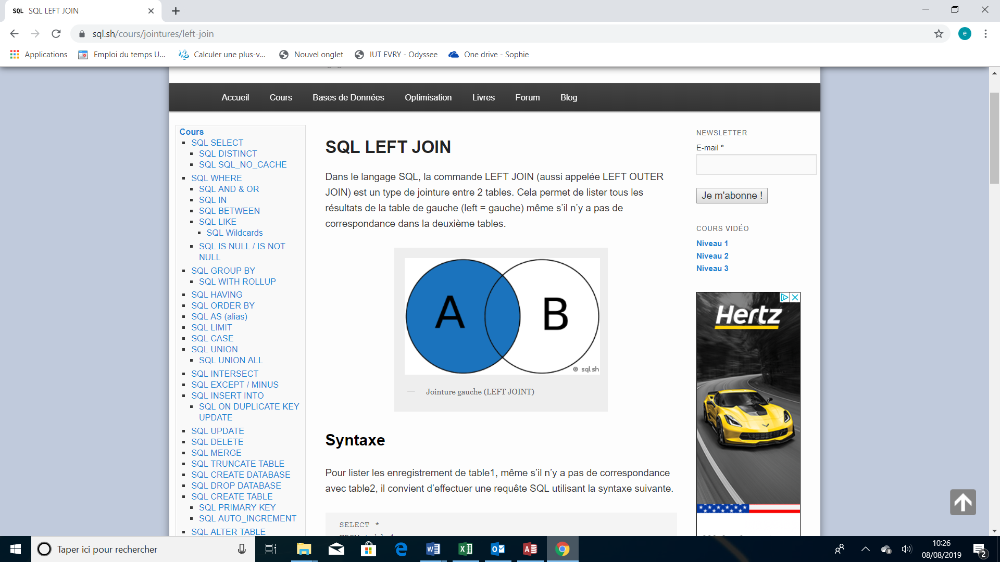 SQL SQL LEFT JOIN
sql.sh/cours/jointures/left-join
e
Applications
Emploi du temps U...
Calculer une plus-v...
Nouvel onglet
IUT EVRY - Odyssee
One drive - Sophie
Accueil
Cours
Bases de Données
Optimisation
Livres
Forum
Blog
Cours
SQL SELECT
SQL DISTINCT
SQL SQL_NO_CACHE
SQL WHERE
SQL AND & OR
SQL IN
SQL BETWEEN
SQL LIKE
SQL Wildcards
SQL IS NULL / IS NOT
NULL
SQL GROUP BY
SQL WITH ROLLUP
SQL HAVING
SQL ORDER BY
SQL AS (alias)
SQL LIMIT
SQL CASE
SQL UNION
SQL UNION ALL
SQL INTERSECT
SQL EXCEPT / MINUS
SQL INSERT INTO
SQL ON DUPLICATE KEY
UPDATE
SQL UPDATE
SQL DELETE
SQL MERGE
SQL TRUNCATE TABLE
SQL CREATE DATABASE
SQL DROP DATABASE
SQL CREATE TABLE
SQL PRIMARY KEY
SQL AUTO_INCREMENT
SQL ALTER TABLE
SQL LEFT JOIN
Dans le langage SQL, la commande LEFT JOIN (aussi appelée LEFT OUTER
JOIN) est un type de jointure entre 2 tables. Cela permet de lister tous les
résultats de la table de gauche (left = gauche) même s'il n'y a pas de
correspondance dans la deuxième tables.
A
B
© sql.sh
— Jointure gauche (LEFT JOINT)
Syntaxe
Pour lister les enregistrement de table1, même s'il n'y a pas de correspondance
avec table2, il convient d'effectuer une requête SQL utilisant la syntaxe suivante.
SELECT *
NEWSLETTER
E-mail *
Je m'abonne !
COURS VIDÉO
Niveau 1
Niveau 2
Niveau 3
Hertz
Taper ici pour rechercher
10:26
08/08/2019
2